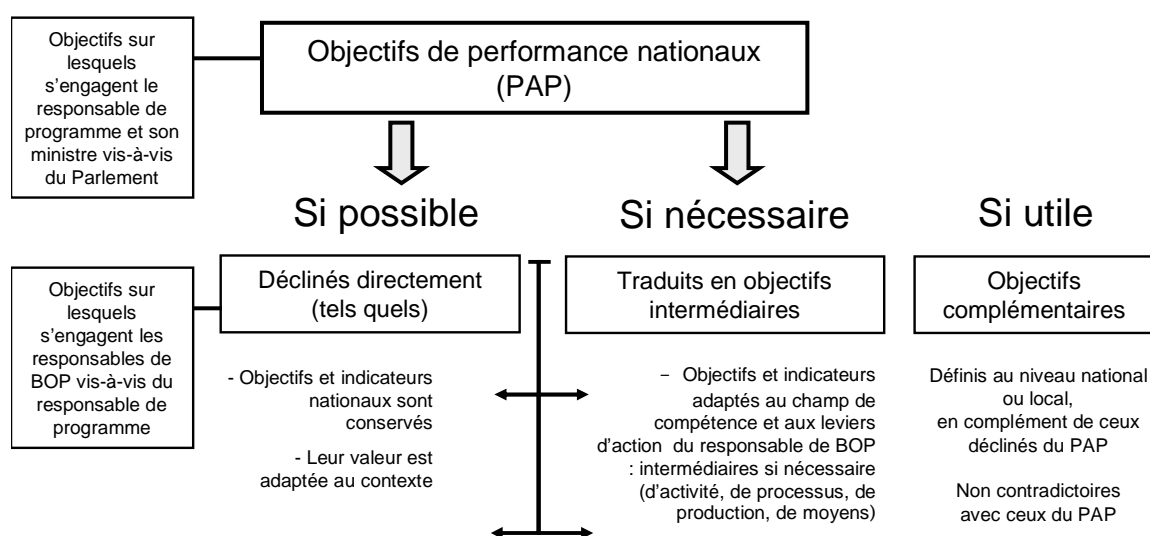 Objectifs sur
lesquels
s'engagent le
responsable de
programme et son
ministre vis-à-vis
du Parlement
Objectifs de performance nationaux
(PAP)
Si possible
Si nécessaire
Si utile
Objectifs sur
lesquels
s'engagent les
responsables de
BOP vis-à-vis du
responsable de
programme
Déclinés directement
(tels quels)
Traduits en objectifs
intermédiaires
Objectifs
complémentaires
- Objectifs et indicateurs
nationaux sont
conservés
- Leur valeur est
adaptée au contexte
– Objectifs et indicateurs
adaptés au champ de
compétence et aux leviers
d'action du responsable de BOP
: intermédiaires si nécessaire
(d'activité, de processus, de
production, de moyens)
Définis au niveau national
ou local,
en complément de ceux
déclinés du PAP
Non contradictoires
avec ceux du PAP